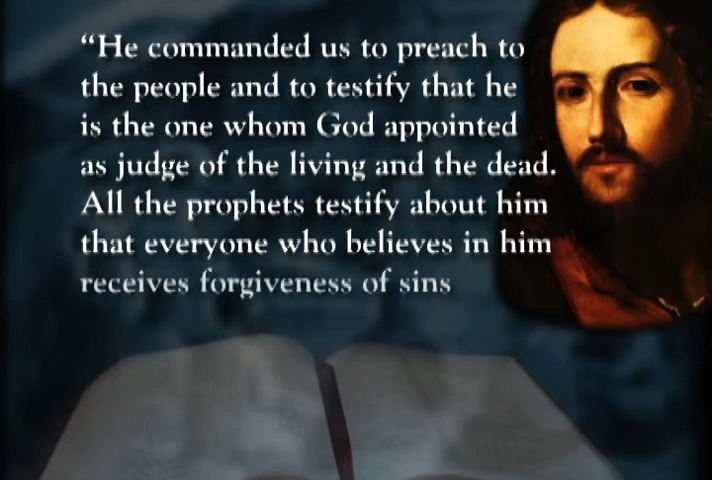 “He commanded us to preach to
the people and to testify that he
is the one whom God appointed
as judge of the living and the dead.
All the prophets testify about him
that everyone who believes in him
receives forgiveness of sins